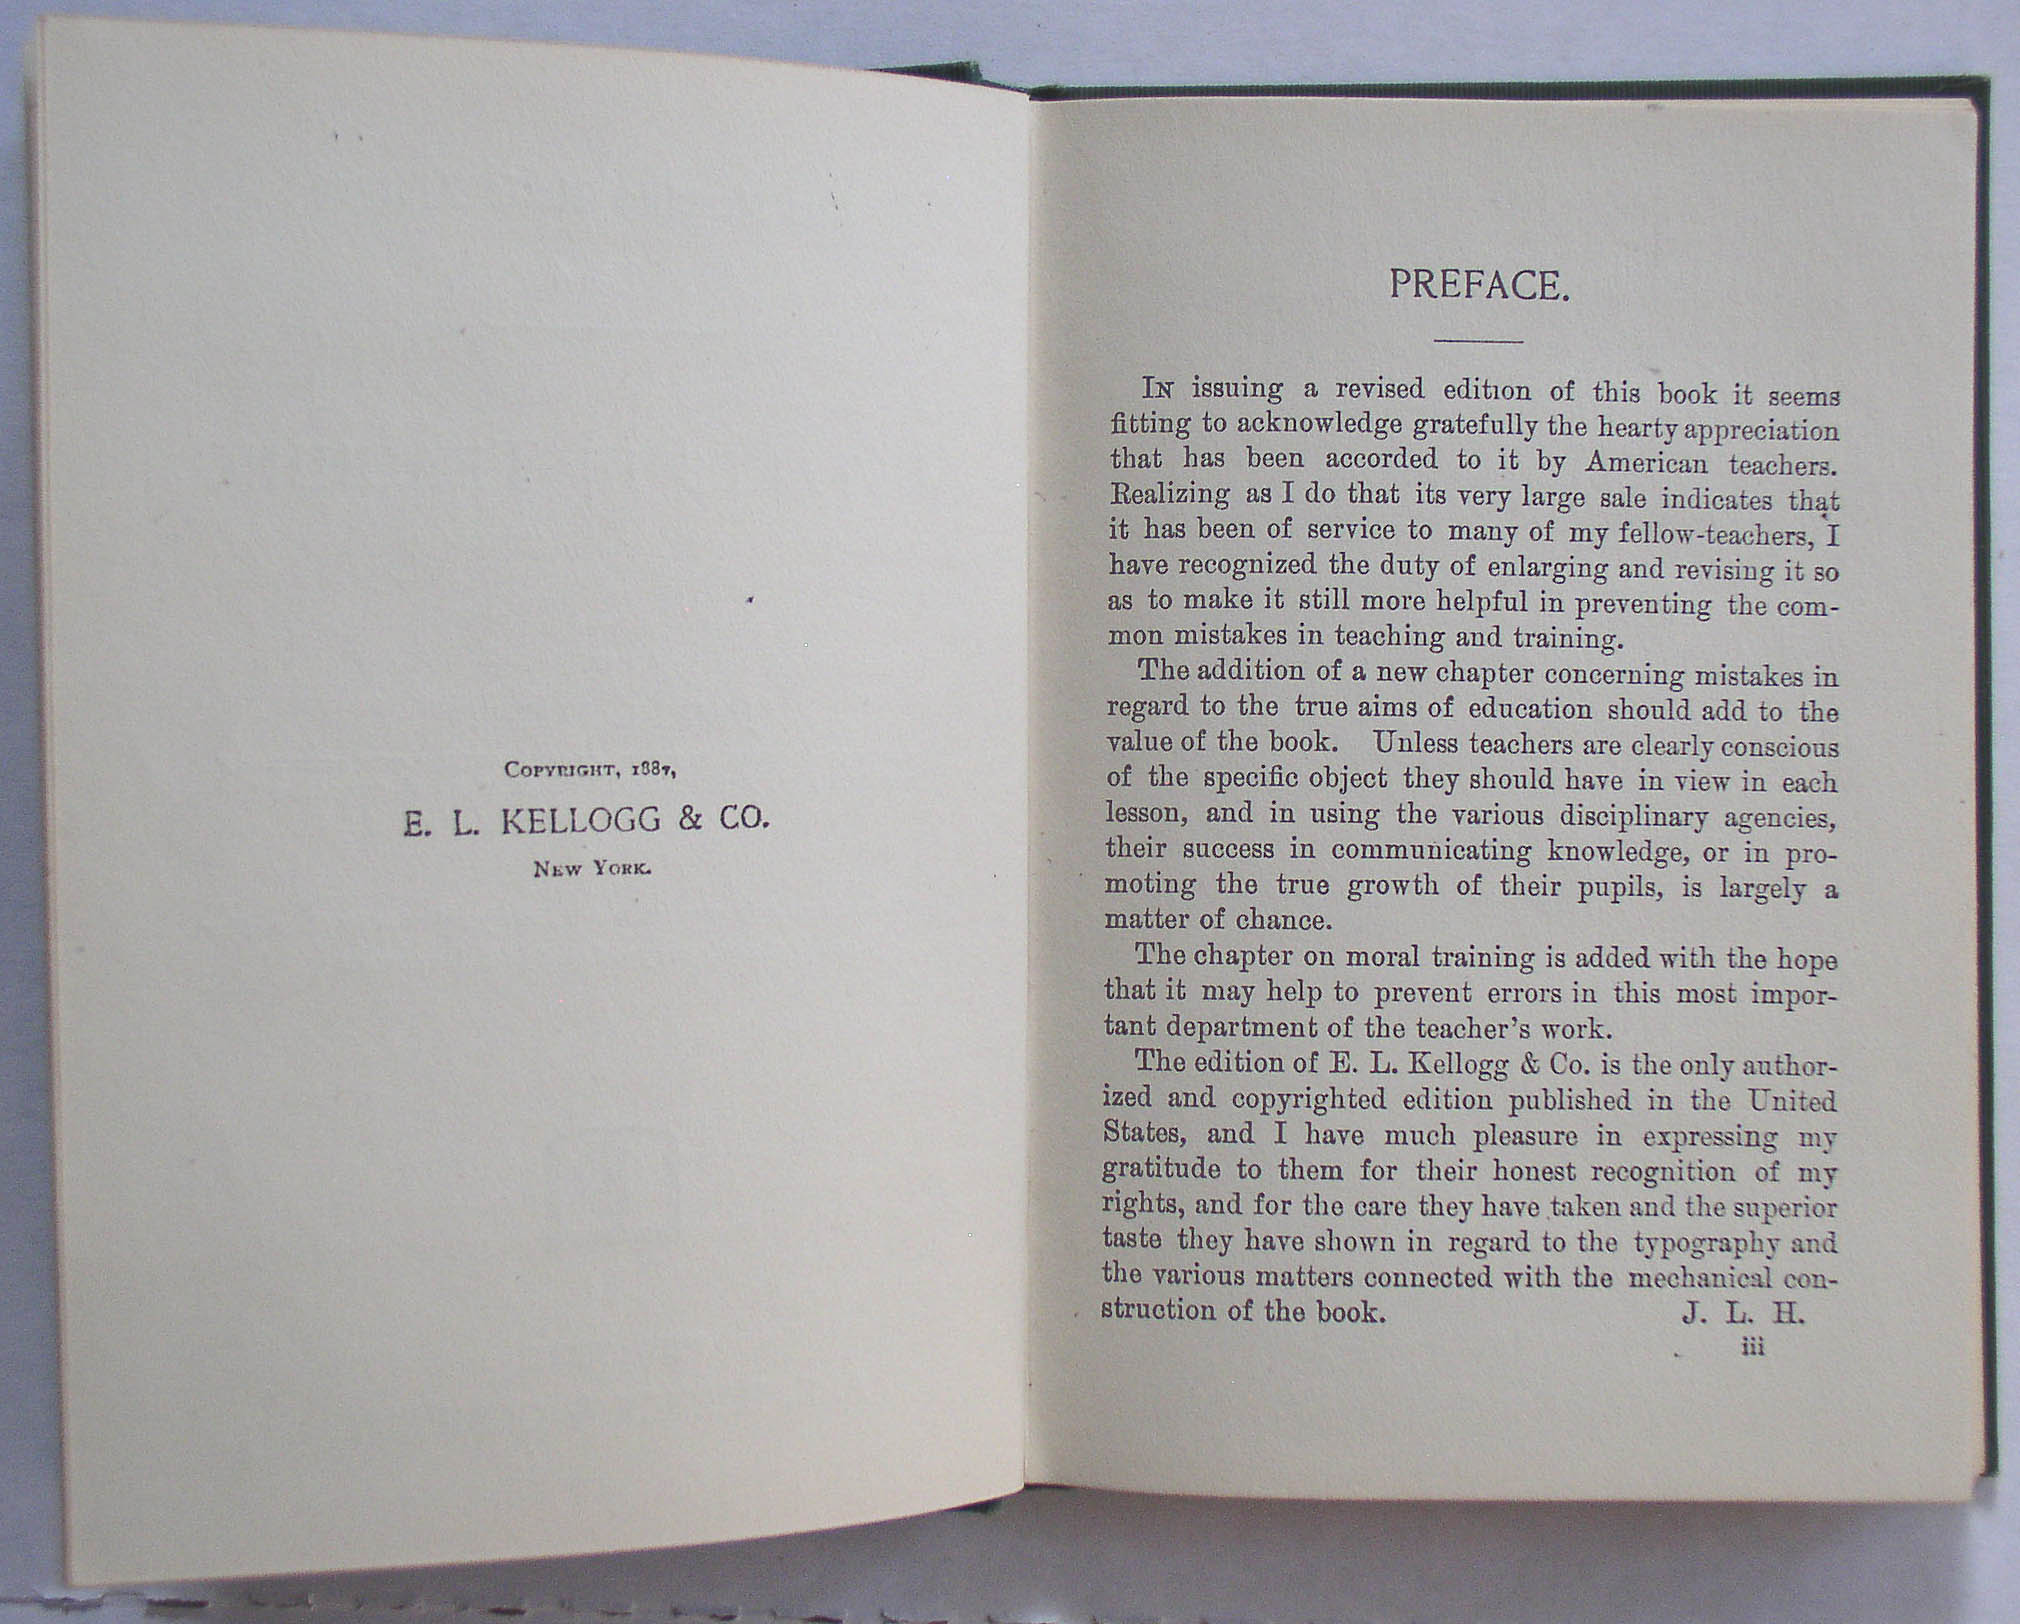 COPYRIGHT, 1887,
E. L. KELLOGG & CO.
NEW YORK.
PREFACE.
IN issuing a revised edition of this book it seems
fitting to acknowledge gratefully the hearty appreciation
that has been accorded to it by American teachers.
Realizing as I do that its very large sale indicates that
it has been of service to many of my fellow-teachers, I
have recognized the duty of enlarging and revising it so
as to make it still more helpful in preventing the com-
mon mistakes in teaching and training.
The addition of a new chapter concerning mistakes in
regard to the true aims of education should add to the
value of the book. Unless teachers are clearly conscious
of the specific object they should have in view in each
lesson, and in using the various disciplinary agencies,
their success in communicating knowledge, or in pro-
moting the true growth of their pupils, is largely a
matter of chance.
The chapter on moral training is added with the hope
that it may help to prevent errors in this most impor-
tant department of the teacher's work.
The edition of E. L. Kellogg & Co. is the only author-
ized and copyrighted edition published in the United
States, and I have much pleasure in expressing my
gratitude to them for their honest recognition of my
rights, and for the care they have taken and the superior
taste they have shown in regard to the typography and
the various matters connected with the mechanical con-
struction of the book. J. L. H.
iii